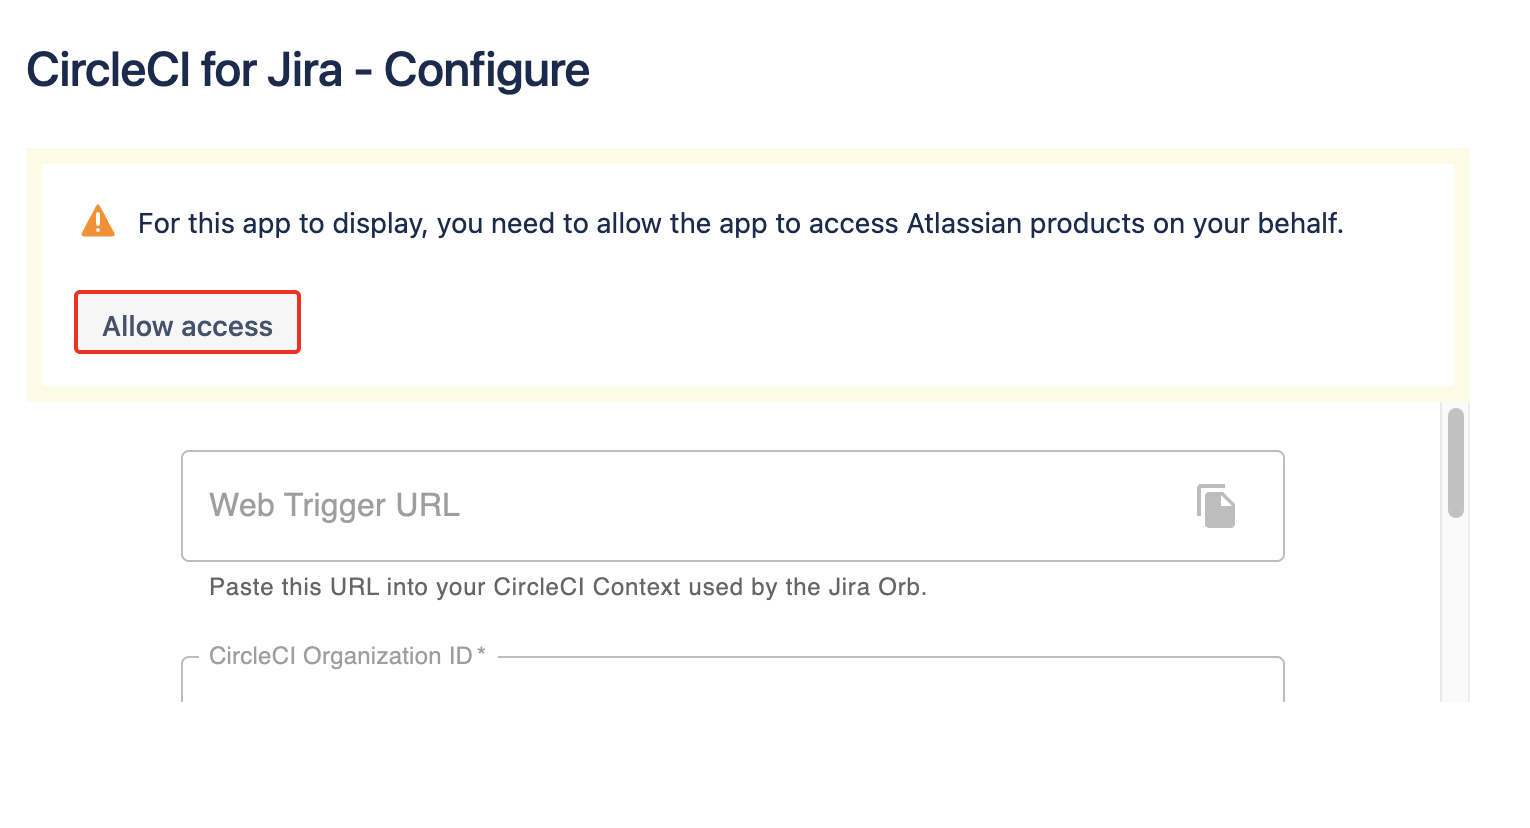 CircleCI for Jira - Configure
For this app to display, you need to allow the app to access Atlassian products on your behalf.
Allow access
Web Trigger URL
Paste this URL into your CircleCI Context used by the Jira Orb.
CircleCI Organization ID *